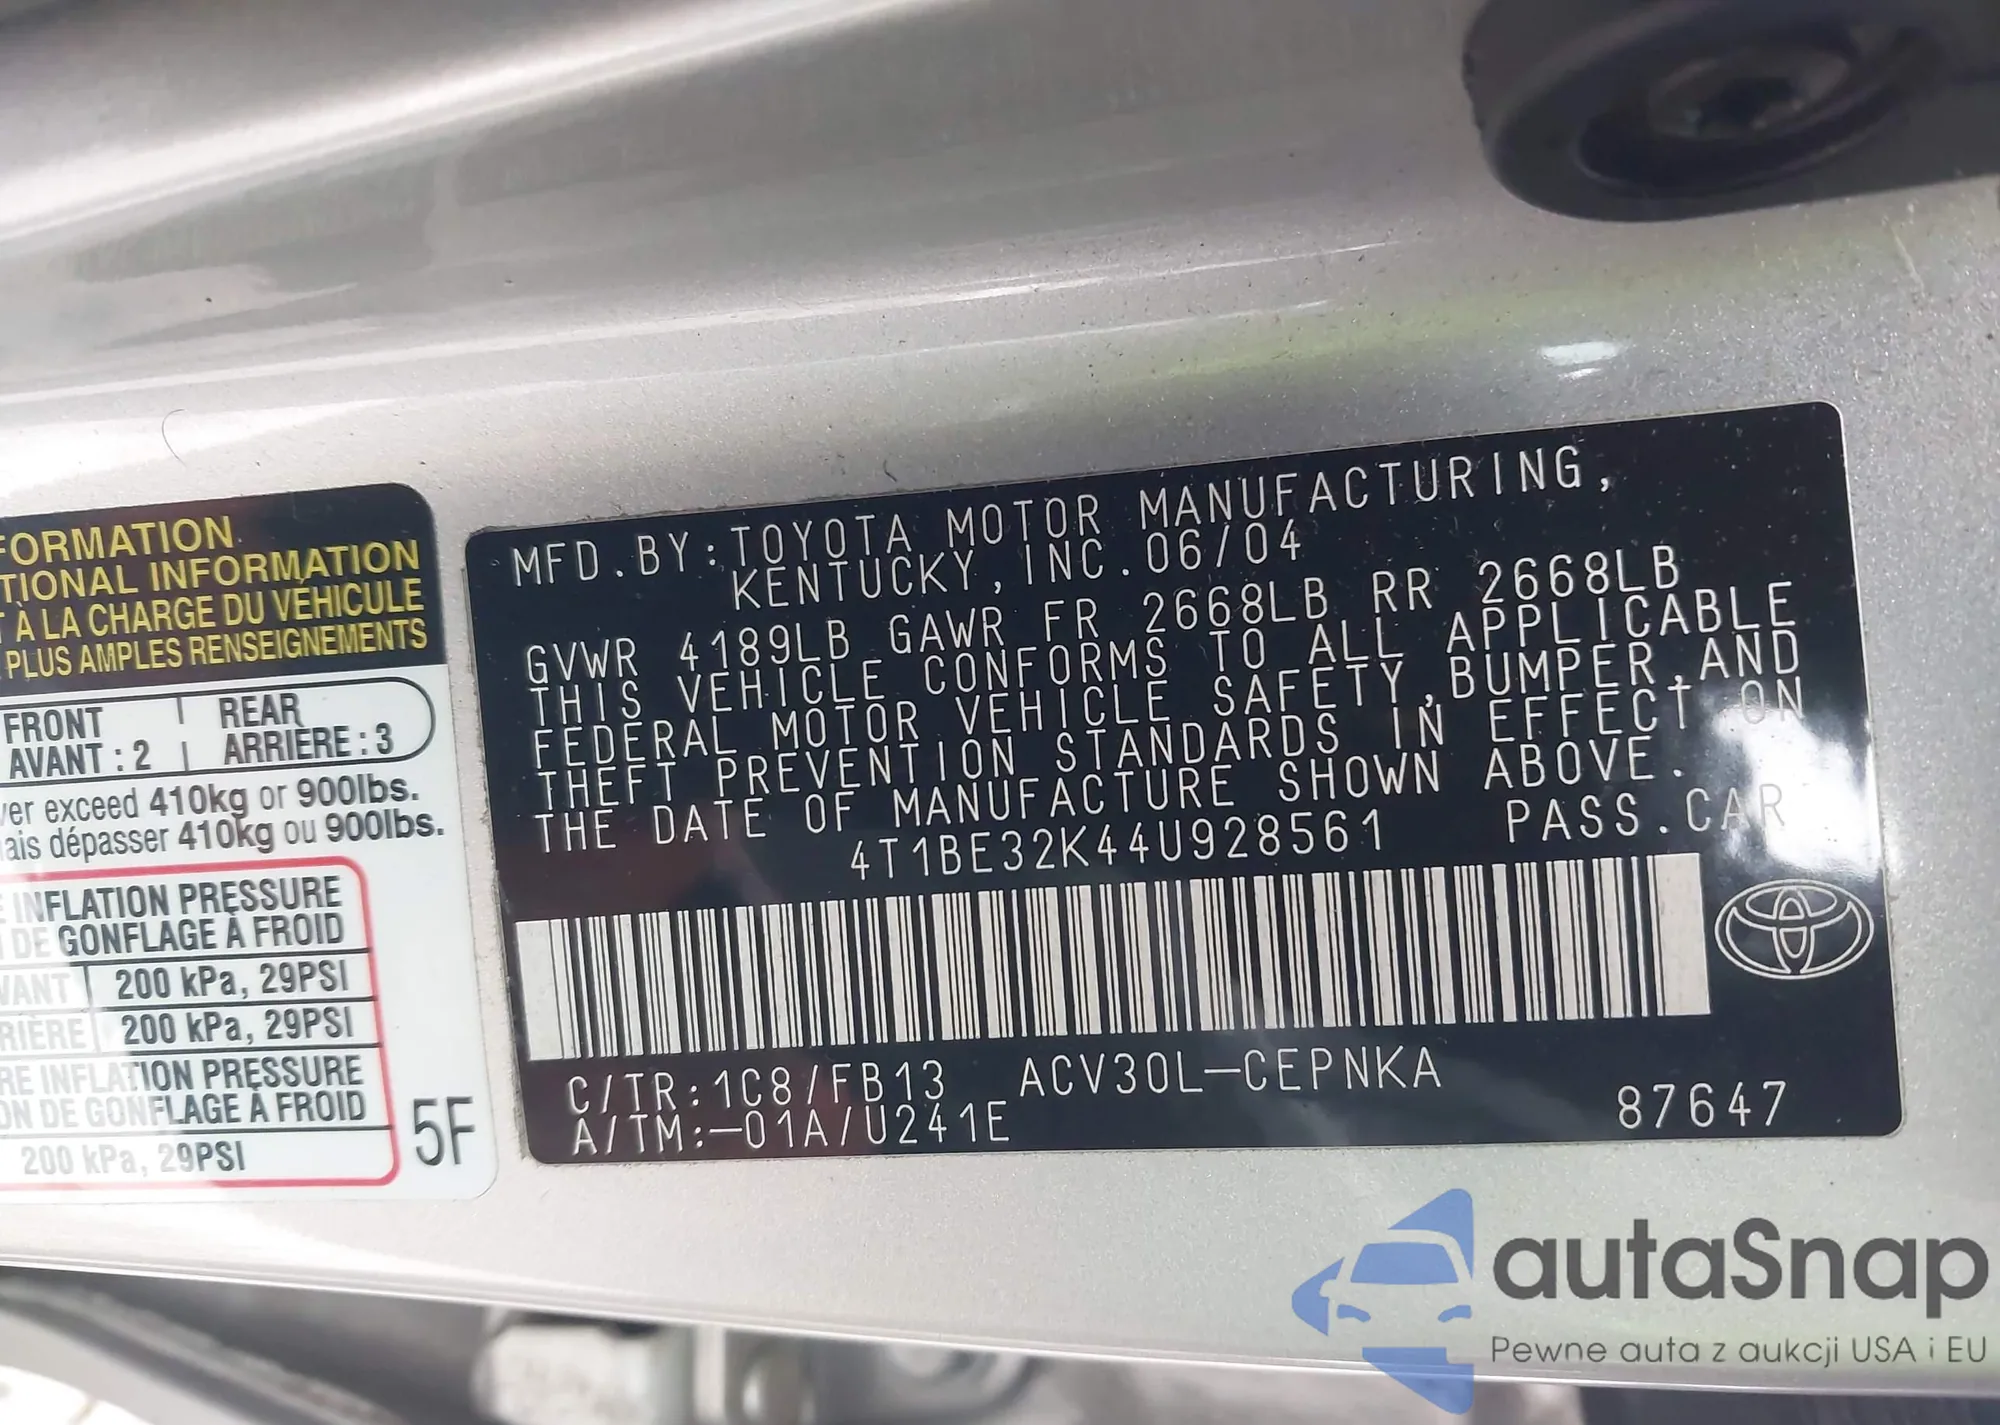 FORMATION
TIONAL INFORMATION
À LA CHARGE DU VÉHICULE
PLUS AMPLES RENSEIGNEMENTS
FRONT REAR
AVANT : 2 ARRIÈRE : 3
ver exceed 410kg or 900lbs.
ais dépasser 410kg ou 900lbs.
E INFLATION PRESSURE
DE GONFLAGE À FROID
VANT 200 kPa, 29PSI
RIÈRE 200 kPa, 29PSI
RE INFLATION PRESSURE
ON DE GONFLAGE À FROID
200 kPa, 29PSI
5F
MFD.BY:TOYOTA MOTOR MANUFACTURING,
KENTUCKY,INC.06/04
GVWR 4189LB GAWR FR 2668LB RR 2668LB
THIS VEHICLE CONFORMS TO ALL APPLICABLE
FEDERAL MOTOR VEHICLE SAFETY,BUMPER,AND
THEFT PREVENTION STANDARDS IN EFFECT ON
THE DATE OF MANUFACTURE SHOWN ABOVE.
4T1BE32K44U928561 PASS.CAR
C/TR:1C8/FB13 ACV30L-CEPNKA
A/TM:-01A/U241E 87647
autaSnap
Pewne auta z aukcji USA i EU